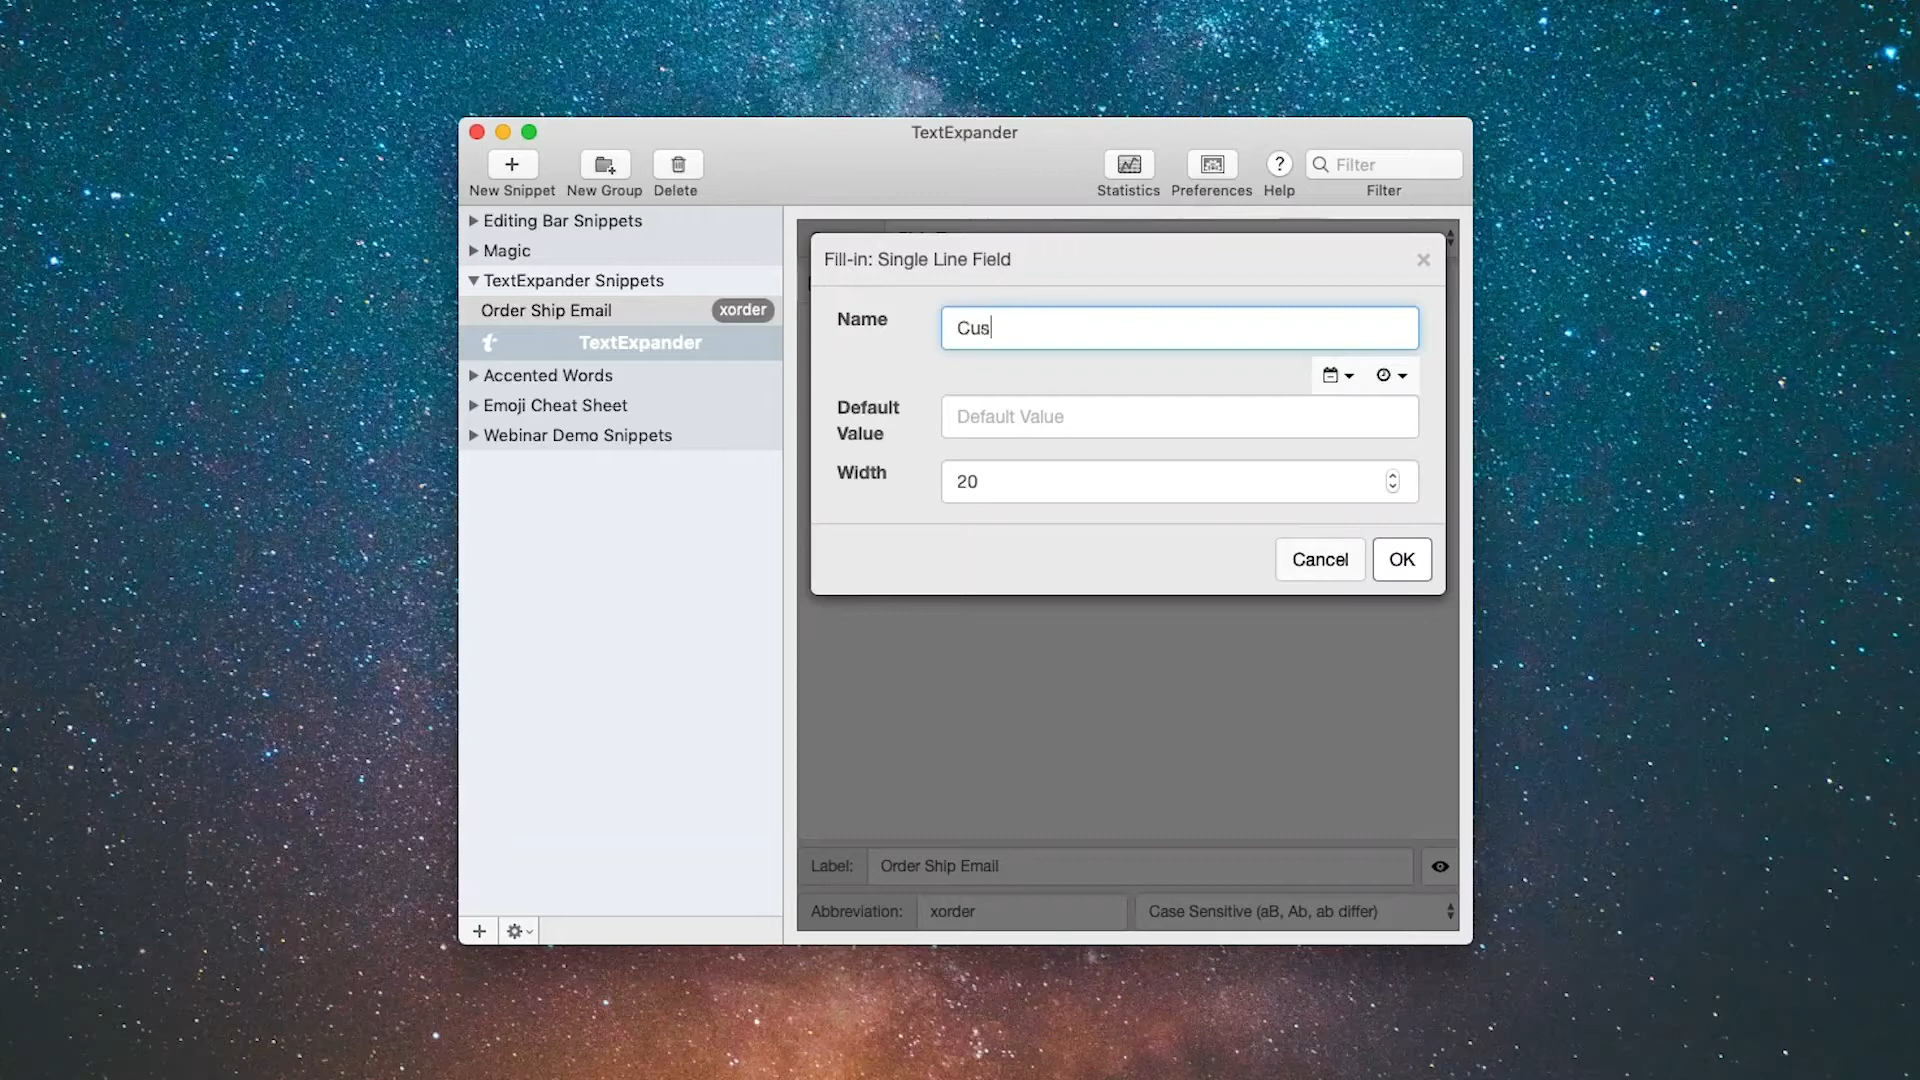 TextExpander
New Snippet New Group Delete
Statistics Preferences Help
Filter
Filter
Editing Bar Snippets
Magic
TextExpander Snippets
Order Ship Email xorder
TextExpander
Accented Words
Emoji Cheat Sheet
Webinar Demo Snippets
Fill-in: Single Line Field
Name Cus
Default Value Default Value
Width 20
Cancel OK
Label: Order Ship Email
Abbreviation: xorder Case Sensitive (aB, Ab, ab differ)